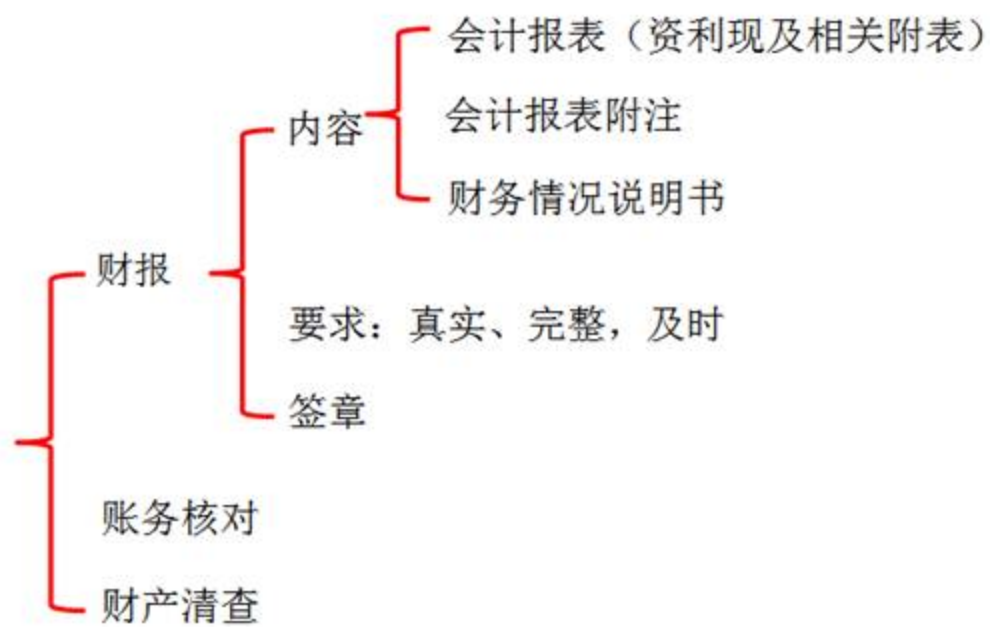 会计报表（资利现及相关附表）
内容
会计报表附注
财务情况说明书
财报
要求：真实、完整，及时
签章
账务核对
财产清查